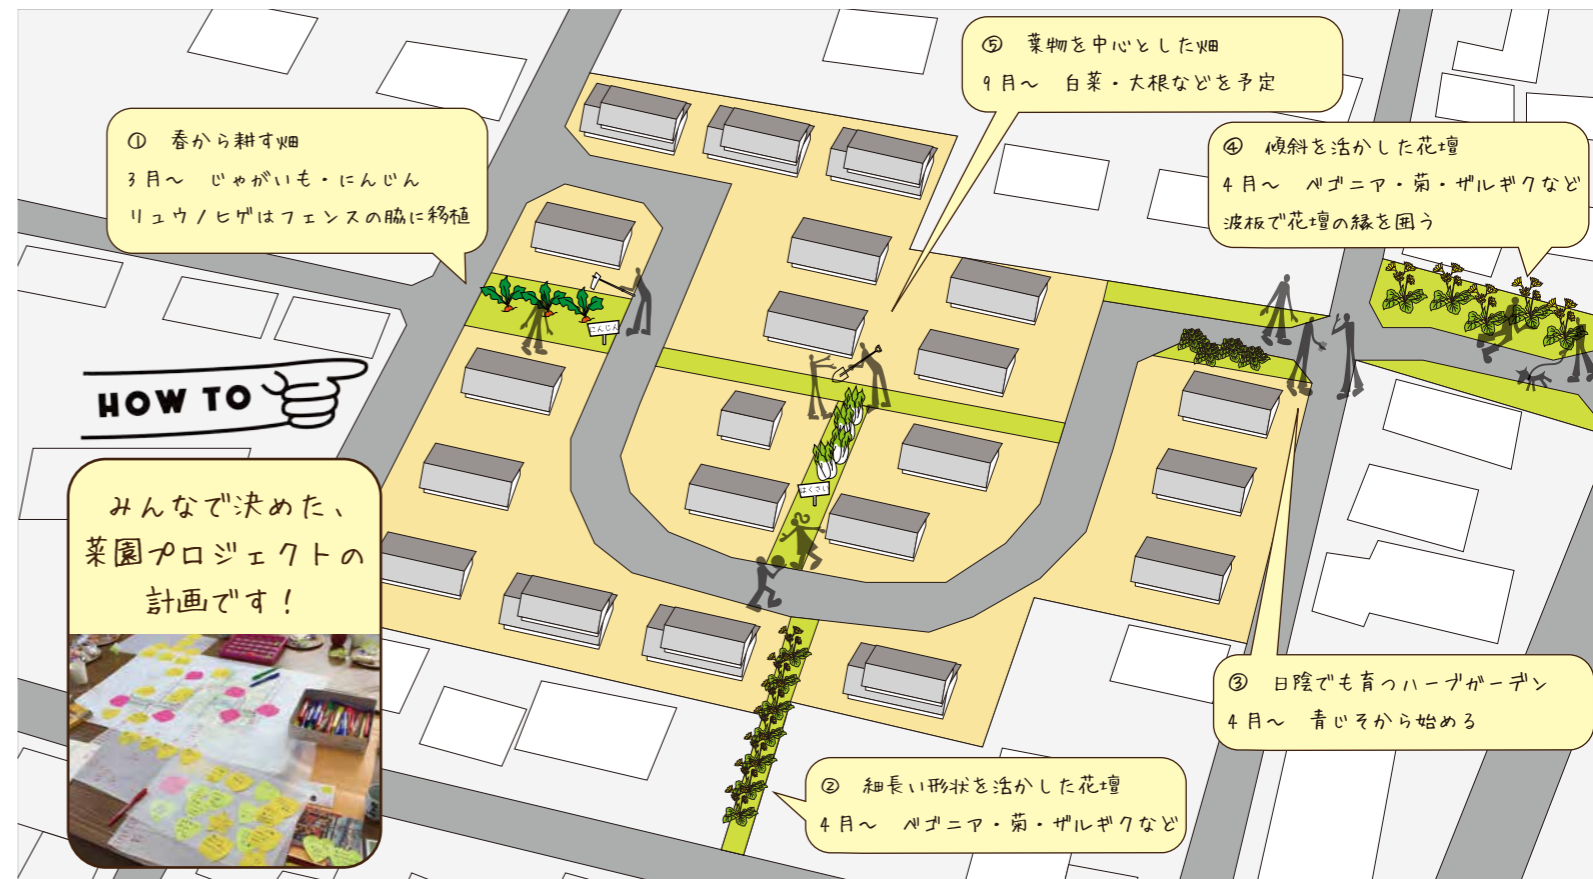 ① 春から耕す畑
3月～ じゃがいも・にんじん
リュウノヒゲはフェンスの脇に移植
⑤ 葉物を中心とした畑
9月～ 白菜・大根などを予定
④ 傾斜を活かした花壇
4月～ ベゴニア・菊・ザルギクなど
波板で花壇の縁を囲う
にんじん
HOW TO
はくさい
みんなで決めた、
菜園プロジェクトの
計画です！
③ 日陰でも育つハーブガーデン
4月～ 青じそから始める
② 細長い形状を活かした花壇
4月～ ベゴニア・菊・ザルギクなど